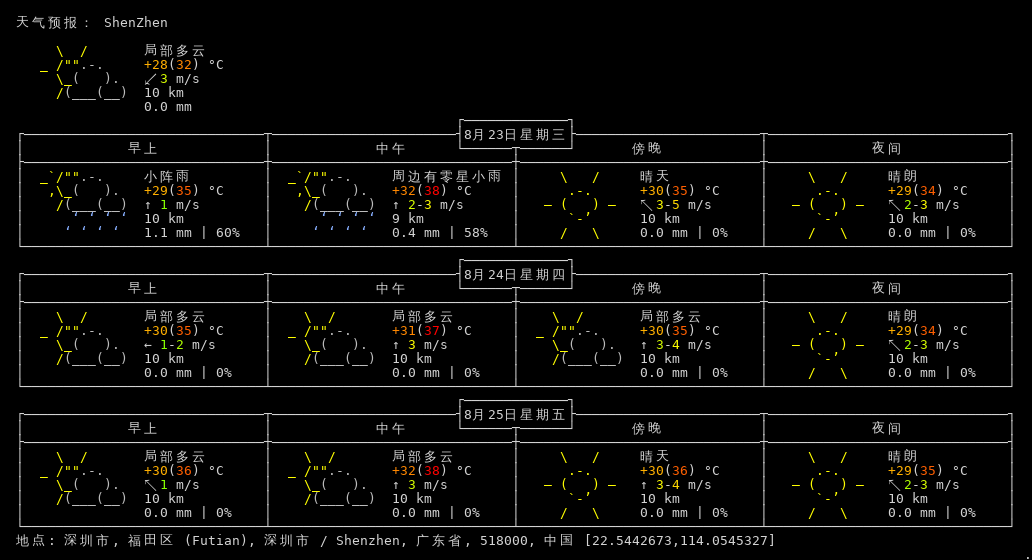 天气预报： ShenZhen
局部多云
+28(32) °C
↙ 3 m/s
10 km
0.0 mm
8月23日星期三
早上 中午 傍晚 夜间
小阵雨 周边有零星小雨 晴天 晴朗
+29(35) °C +32(38) °C +30(35) °C +29(34) °C
↑ 1 m/s ↑ 2-3 m/s ↖ 3-5 m/s ↖ 2-3 m/s
10 km 9 km 10 km 10 km
1.1 mm | 60% 0.4 mm | 58% 0.0 mm | 0% 0.0 mm | 0%
8月24日星期四
早上 中午 傍晚 夜间
局部多云 局部多云 局部多云 晴朗
+30(35) °C +31(37) °C +30(35) °C +29(34) °C
← 1-2 m/s ↑ 3 m/s ↑ 3-4 m/s ↖ 2-3 m/s
10 km 10 km 10 km 10 km
0.0 mm | 0% 0.0 mm | 0% 0.0 mm | 0% 0.0 mm | 0%
8月25日星期五
早上 中午 傍晚 夜间
局部多云 局部多云 晴天 晴朗
+30(36) °C +32(38) °C +30(36) °C +29(35) °C
↖ 1 m/s ↑ 3 m/s ↑ 3-4 m/s ↖ 2-3 m/s
10 km 10 km 10 km 10 km
0.0 mm | 0% 0.0 mm | 0% 0.0 mm | 0% 0.0 mm | 0%
地点: 深圳市, 福田区 (Futian), 深圳市 / Shenzhen, 广东省, 518000, 中国 [22.5442673,114.0545327]